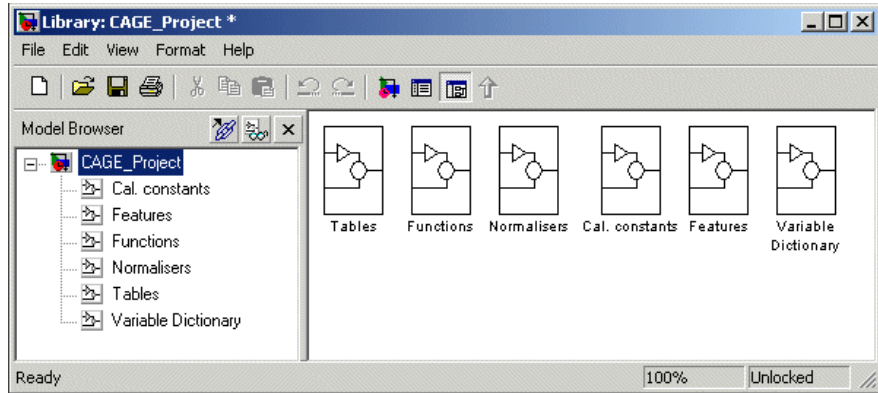 Library: CAGE_Project *
File Edit View Format Help
Model Browser
CAGE_Project
Cal. constants
Features
Functions
Normalisers
Tables
Variable Dictionary
Tables Functions Normalisers Cal. constants Features Variable
Dictionary
Ready 100% Unlocked